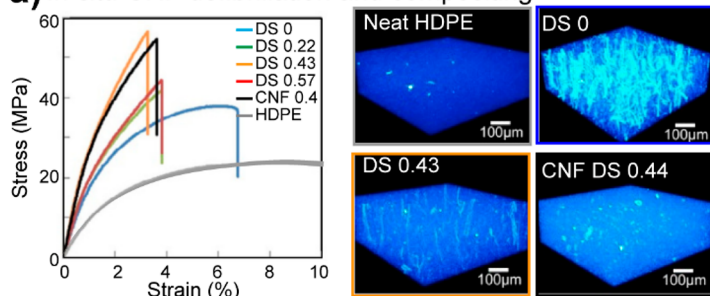 a)
60
40
20
0
Stress (MPa)
0 2 4 6 8 10
Strain (%)
DS 0
DS 0.22
DS 0.43
DS 0.57
CNF 0.4
HDPE
Neat HDPE
100µm
DS 0
100µm
DS 0.43
100µm
CNF DS 0.44
100µm